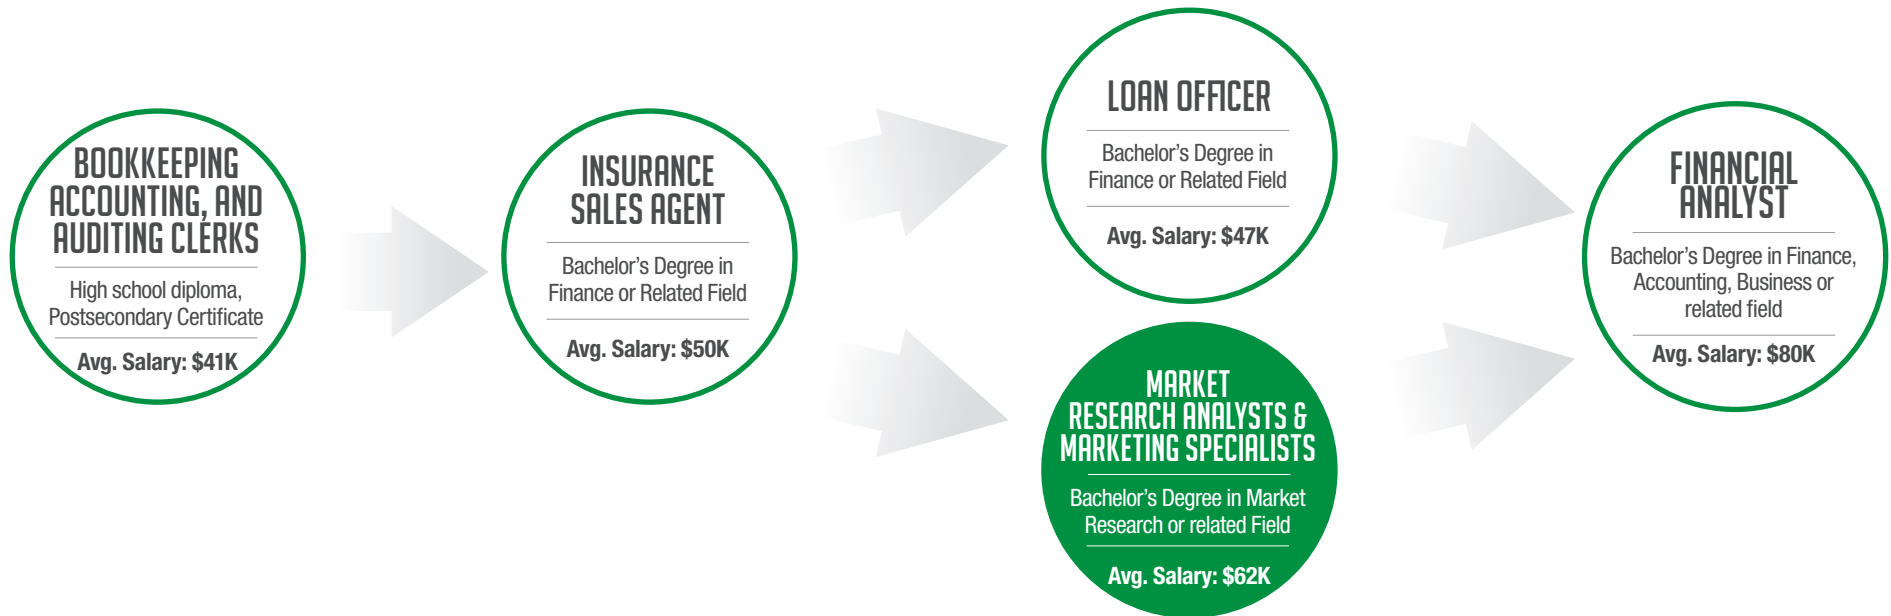 BOOKKEEPING
ACCOUNTING, AND
AUDITING CLERKS
High school diploma,
Postsecondary Certificate
Avg. Salary: $41K
INSURANCE
SALES AGENT
Bachelor's Degree in
Finance or Related Field
Avg. Salary: $50K
LOAN OFFICER
Bachelor's Degree in
Finance or Related Field
Avg. Salary: $47K
MARKET
RESEARCH ANALYSTS &
MARKETING SPECIALISTS
Bachelor's Degree in Market
Research or related Field
Avg. Salary: $62K
FINANCIAL
ANALYST
Bachelor's Degree in Finance,
Accounting, Business or
related field
Avg. Salary: $80K